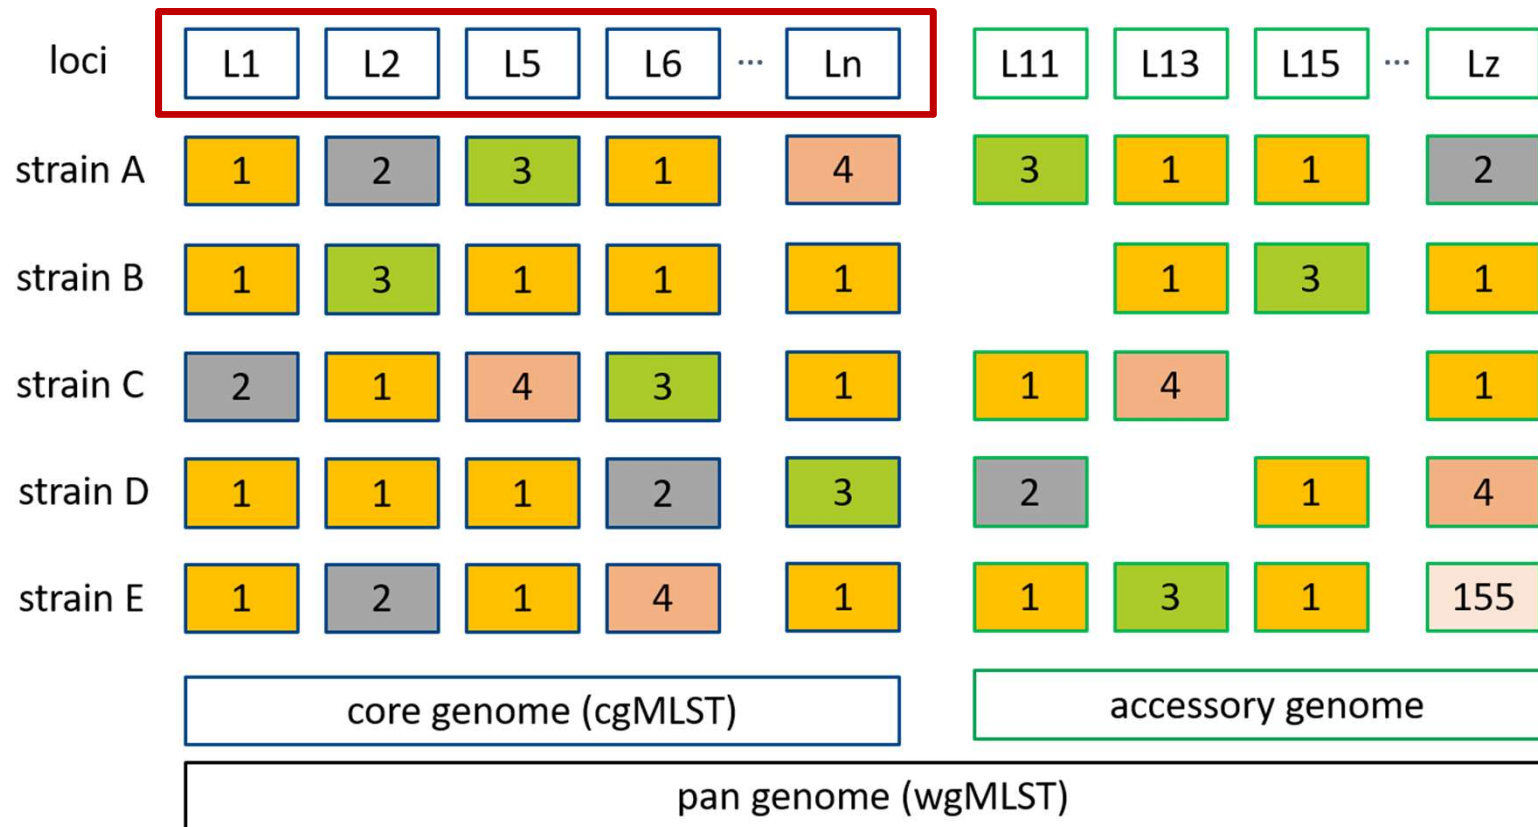 loci L1 L2 L5 L6 ... Ln L11 L13 L15 ... Lz
strain A 1 2 3 1 4 3 1 1 2
strain B 1 3 1 1 1 1 3 1
strain C 2 1 4 3 1 1 4 1
strain D 1 1 1 2 3 2 1 4
strain E 1 2 1 4 1 1 3 1 155
core genome (cgMLST) accessory genome
pan genome (wgMLST)